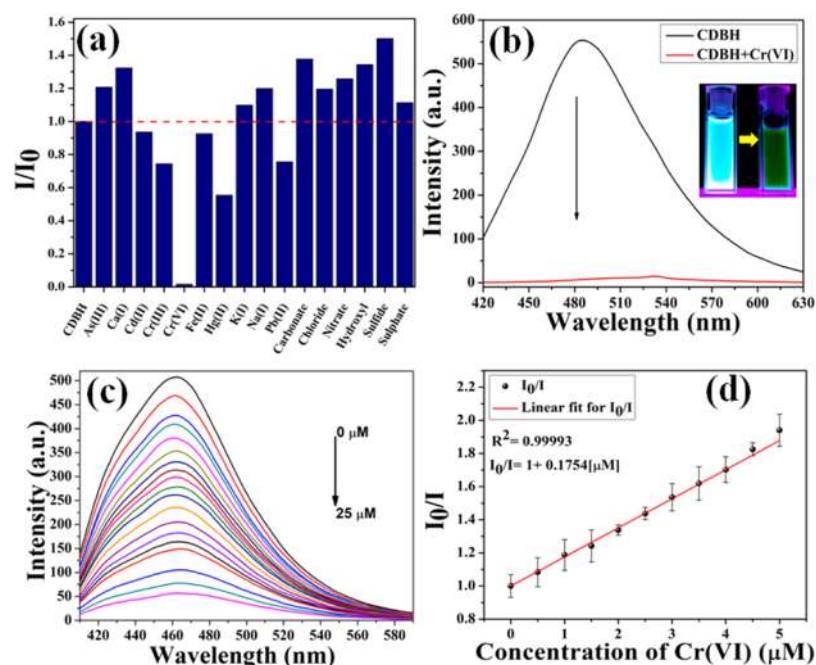 (a)
I/I0
1.6
1.4
1.2
1.0
0.8
0.6
0.4
0.2
0.0
CDBH
As(III)
Ca(I)
Cd(II)
Cr(III)
Cr(VI)
Fe(II)
Hg(II)
K(I)
Na(I)
Pb(II)
Carbonate
Chloride
Nitrate
Hydroxyl
Sulfide
Sulphate
(b)
CDBH
CDBH+Cr(VI)
Intensity (a.u.)
600
500
400
300
200
100
0
420 450 480 510 540 570 600 630
Wavelength (nm)
(c)
0 µM
25 µM
Intensity (a.u.)
500
450
400
350
300
250
200
150
100
50
0
420 440 460 480 500 520 540 560 580
Wavelength (nm)
(d)
I0/I
Linear fit for I0/I
R2= 0.99993
I0/I= 1+ 0.1754[µM]
I0/I
2.2
2.0
1.8
1.6
1.4
1.2
1.0
0.8
0 1 2 3 4 5
Concentration of Cr(VI) (µM)